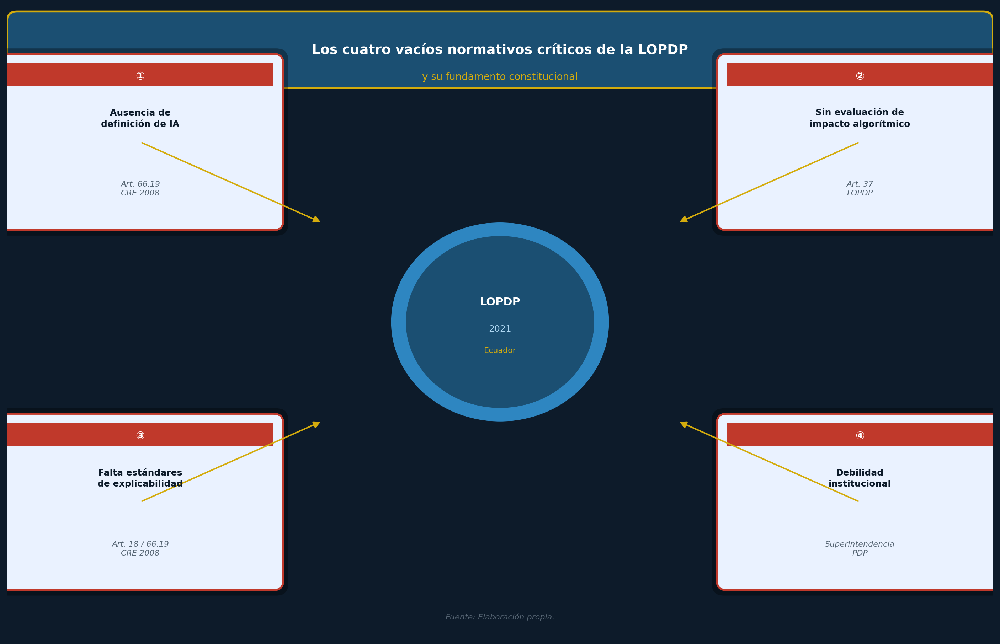 Los cuatro vacíos normativos críticos de la LOPDP
y su fundamento constitucional
①
Ausencia de
definición de IA
Art. 66.19
CRE 2008
②
Sin evaluación de
impacto algorítmico
Art. 37
LOPDP
LOPDP
2021
Ecuador
③
Falta estándares
de explicabilidad
Art. 18 / 66.19
CRE 2008
④
Debilidad
institucional
Superintendencia
PDP
Fuente: Elaboración propia.